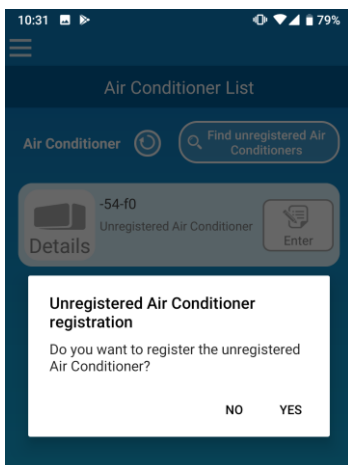 10:31
79%
Air Conditioner List
Air Conditioner
Find unregistered Air
Conditioners
-54-f0
Unregistered Air Conditioner
Details
Enter
Unregistered Air Conditioner
registration
Do you want to register the unregistered
Air Conditioner?
NO YES